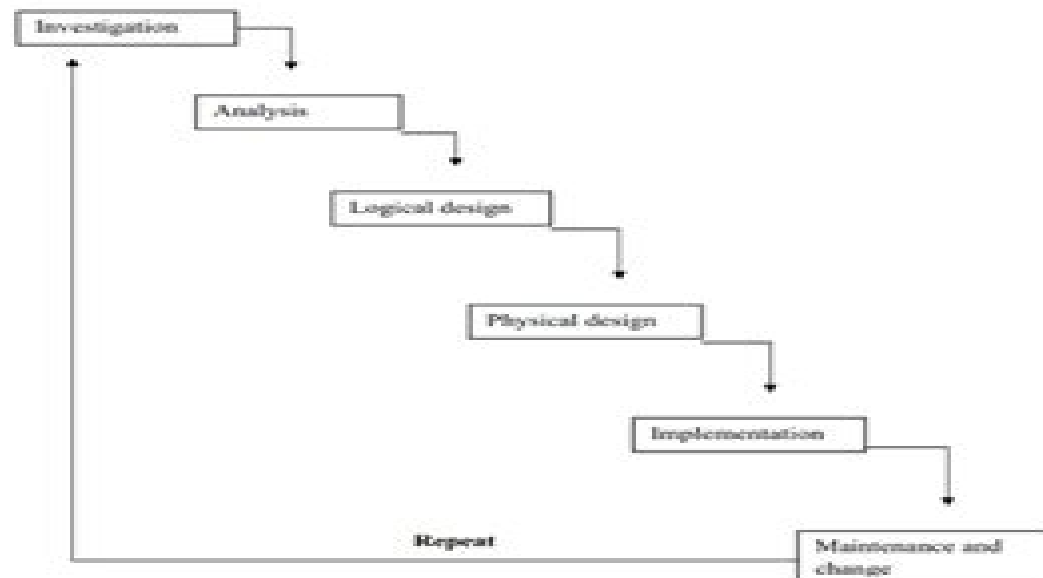 Investigation
Analysis
Logical design
Physical design
Implementation
Repeat
Maintenance and
change